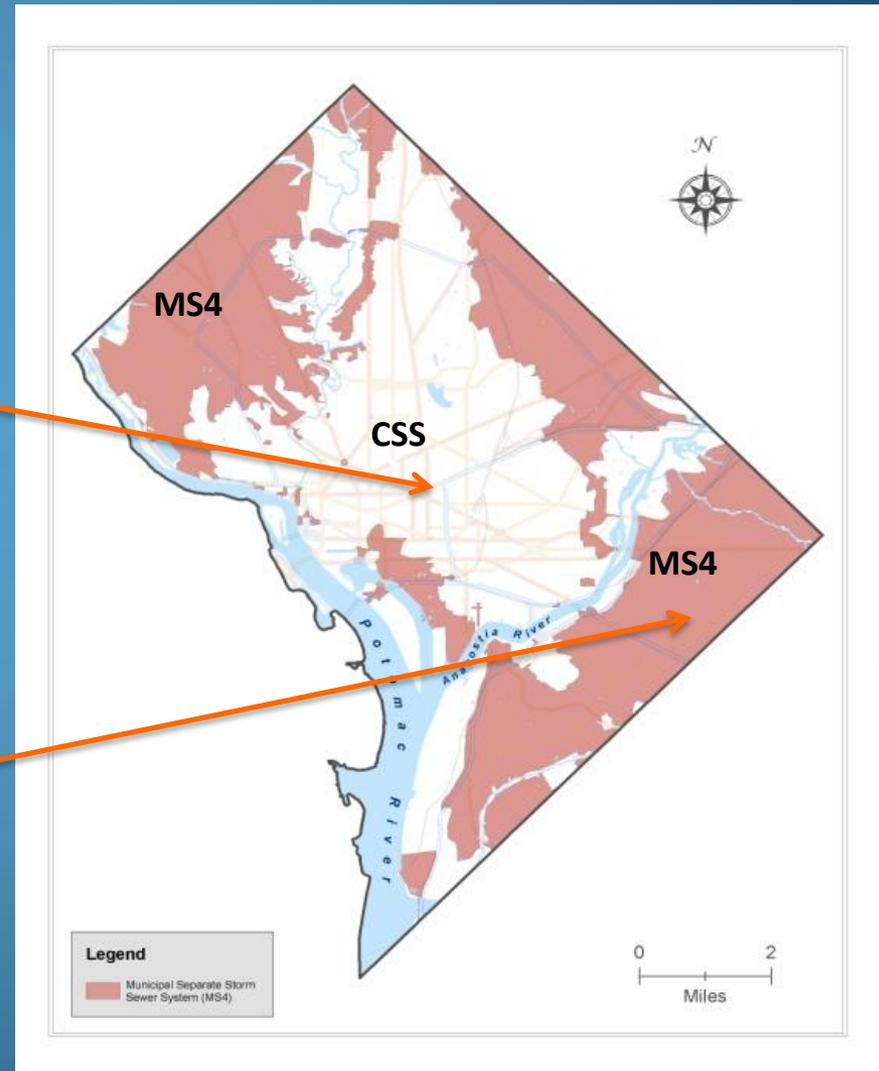 N
MS4
CSS
MS4
Anacostia River
Potomac River
Legend
Municipal Separate Storm
Sewer System (MS4)
0 2
Miles